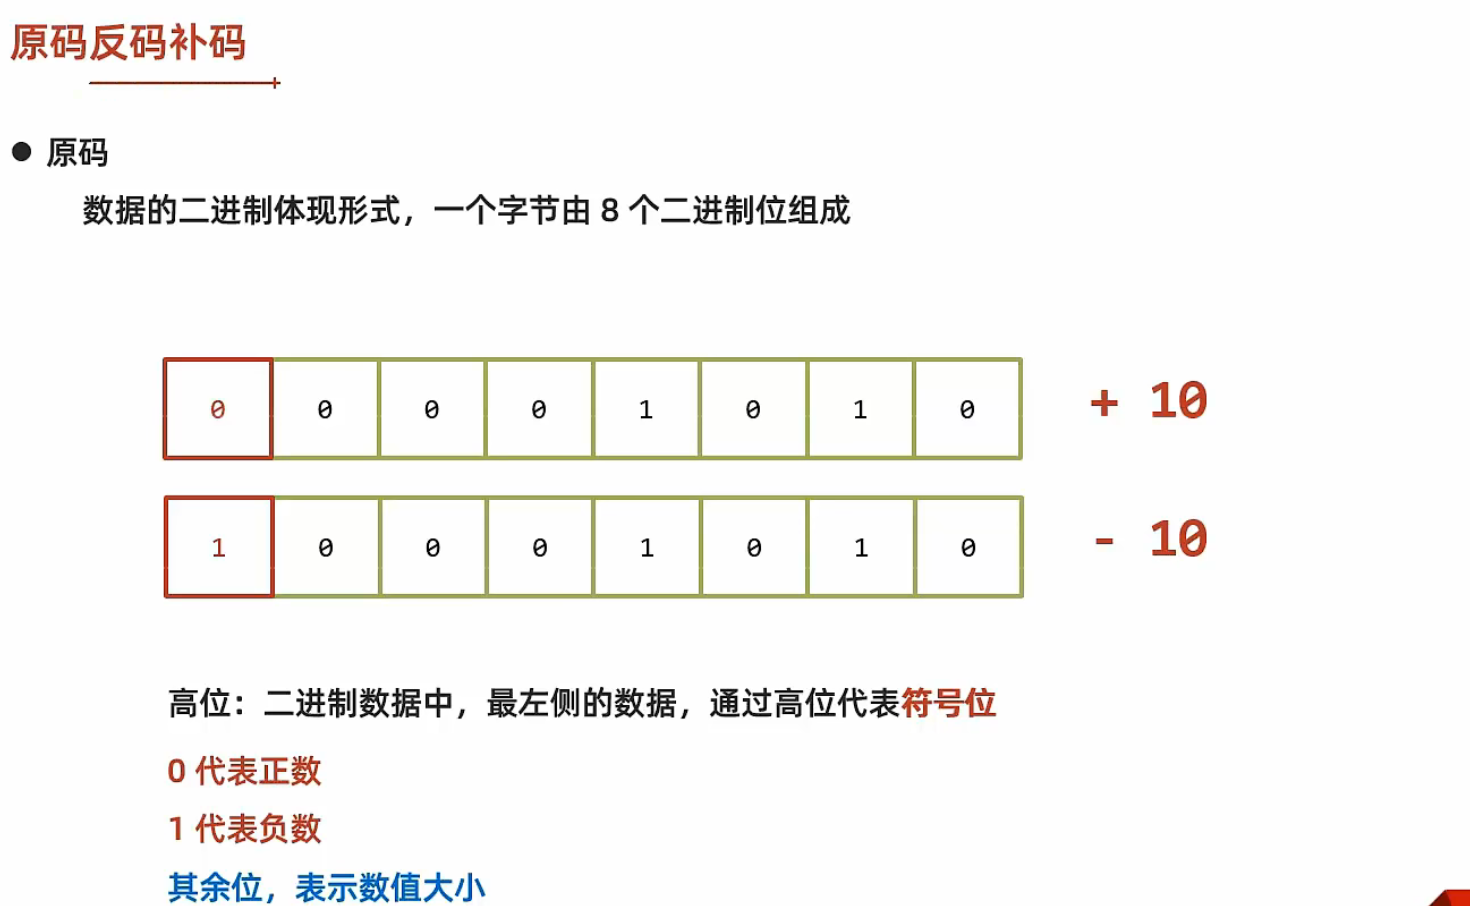 原码反码补码
● 原码
数据的二进制体现形式，一个字节由 8 个二进制位组成
0 0 0 0 1 0 1 0 + 10
1 0 0 0 1 0 1 0 - 10
高位：二进制数据中，最左侧的数据，通过高位代表符号位
0 代表正数
1 代表负数
其余位，表示数值大小